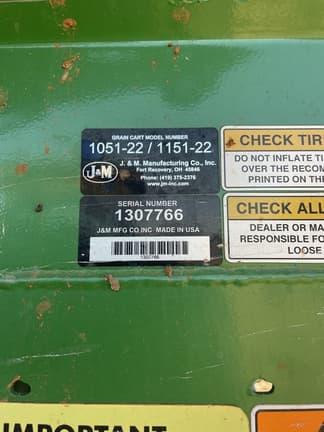 GRAIN CART MODEL NUMBER
1051-22 / 1151-22
J&M
J. & M. Manufacturing Co., Inc.
Fort Recovery, OH 45846
Phone: (419) 375-2376
www.jm-inc.com
SERIAL NUMBER
1307766
J&M MFG CO INC MADE IN USA
1307766
CHECK TIR
DO NOT INFLATE TI
OVER THE RECOM
PRINTED ON TH
CHECK ALL
DEALER OR MA
RESPONSIBLE FO
LOOSE
IMPORTANT